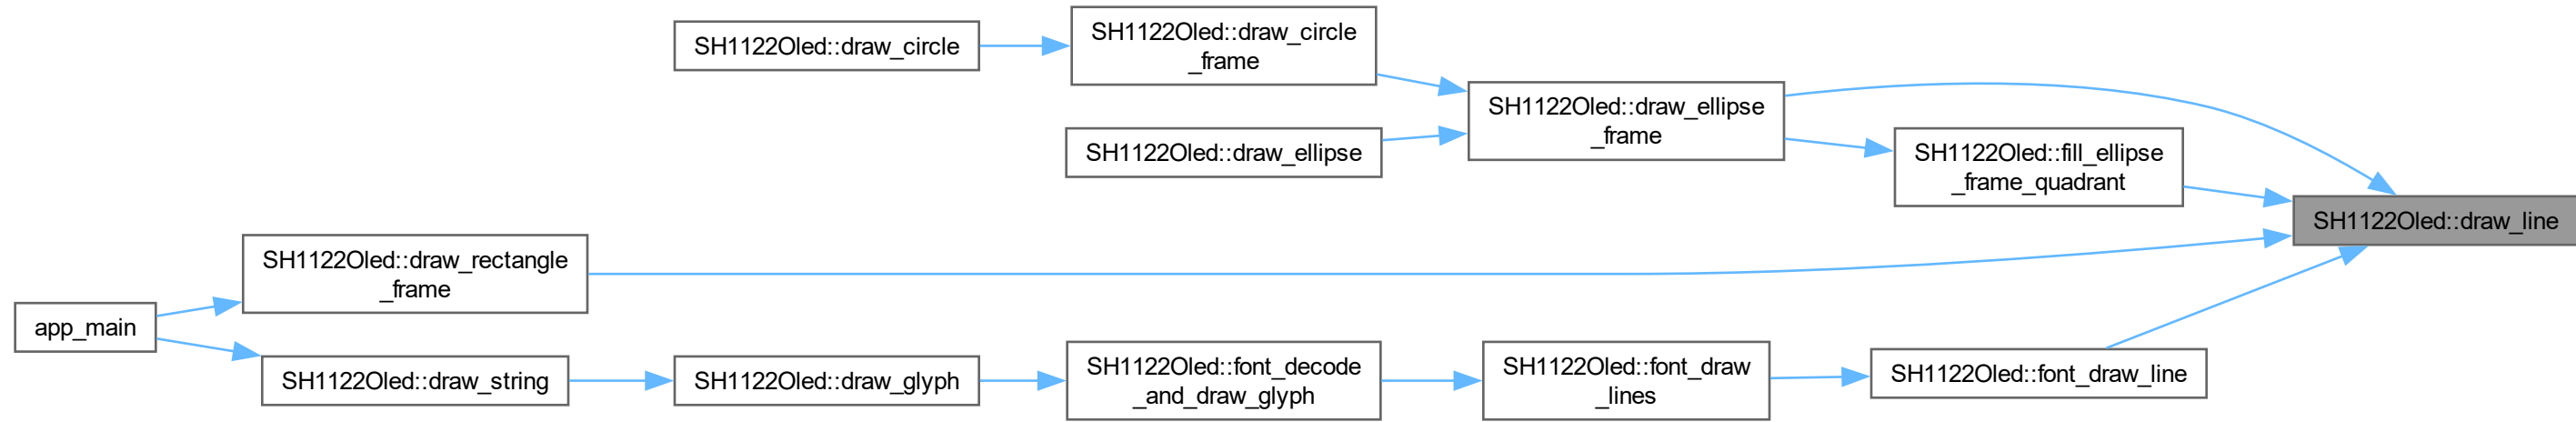 SH1122Oled::draw_circle
SH1122Oled::draw_circle
_frame
SH1122Oled::draw_ellipse
_frame
SH1122Oled::draw_ellipse
SH1122Oled::fill_ellipse
_frame_quadrant
SH1122Oled::draw_line
SH1122Oled::draw_rectangle
_frame
app_main
SH1122Oled::draw_string
SH1122Oled::draw_glyph
SH1122Oled::font_decode
_and_draw_glyph
SH1122Oled::font_draw
_lines
SH1122Oled::font_draw_line